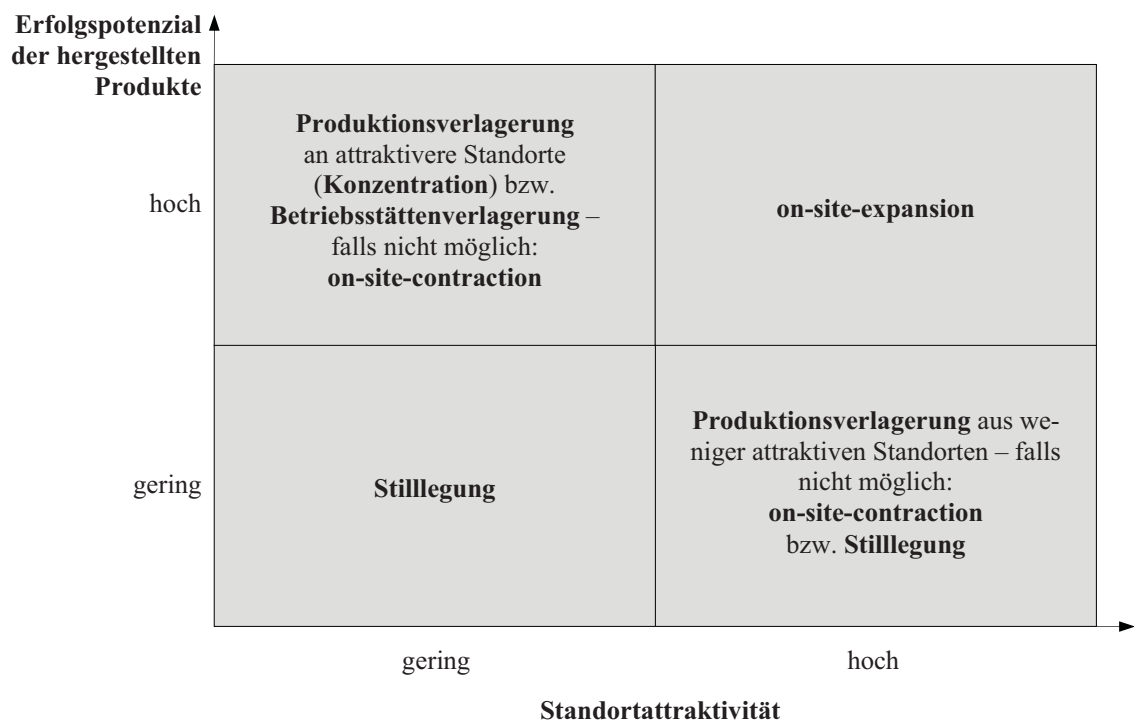 Erfolgspotenzial
der hergestellten
Produkte
hoch
Produktionsverlagerung
an attraktivere Standorte
(Konzentration) bzw.
Betriebsstättenverlagerung –
falls nicht möglich:
on-site-contraction
on-site-expansion
gering
Stilllegung
Produktionsverlagerung aus we-
niger attraktiven Standorten – falls
nicht möglich:
on-site-contraction
bzw. Stilllegung
gering
hoch
Standortattraktivität